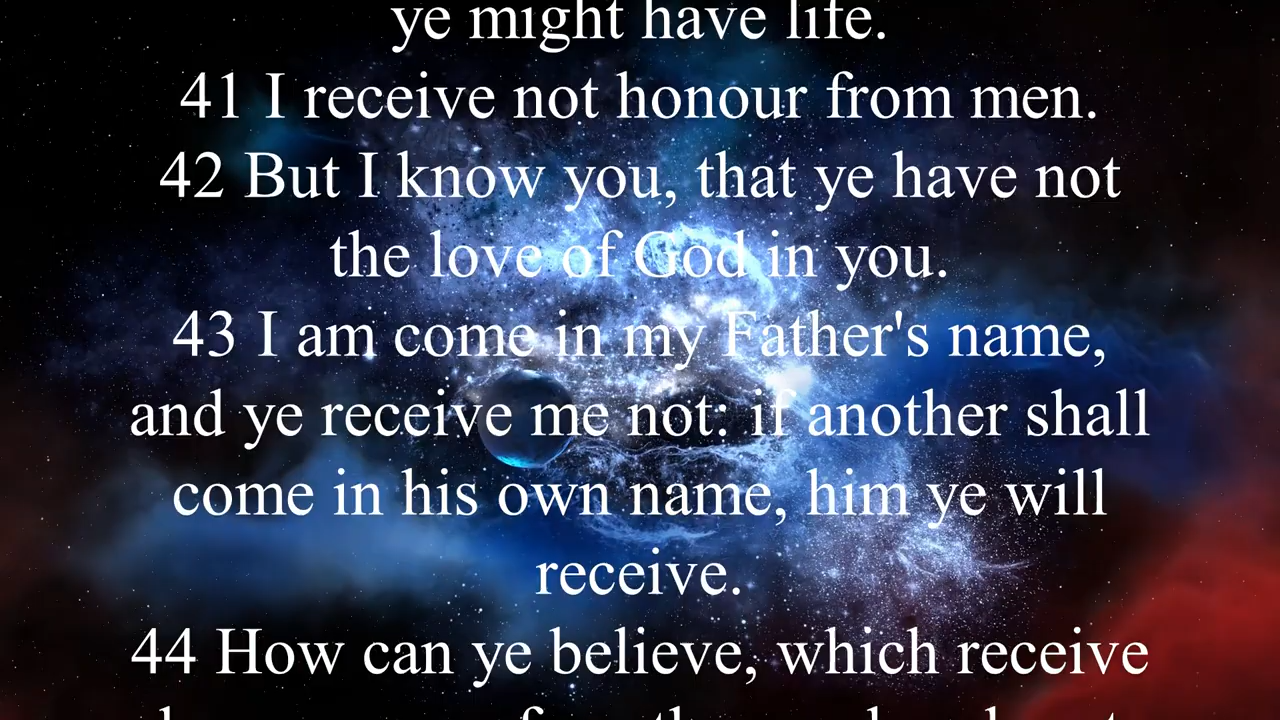 ye might have life.
41 I receive not honour from men.
42 But I know you, that ye have not
the love of God in you.
43 I am come in my Father's name,
and ye receive me not: if another shall
come in his own name, him ye will
receive.
44 How can ye believe, which receive